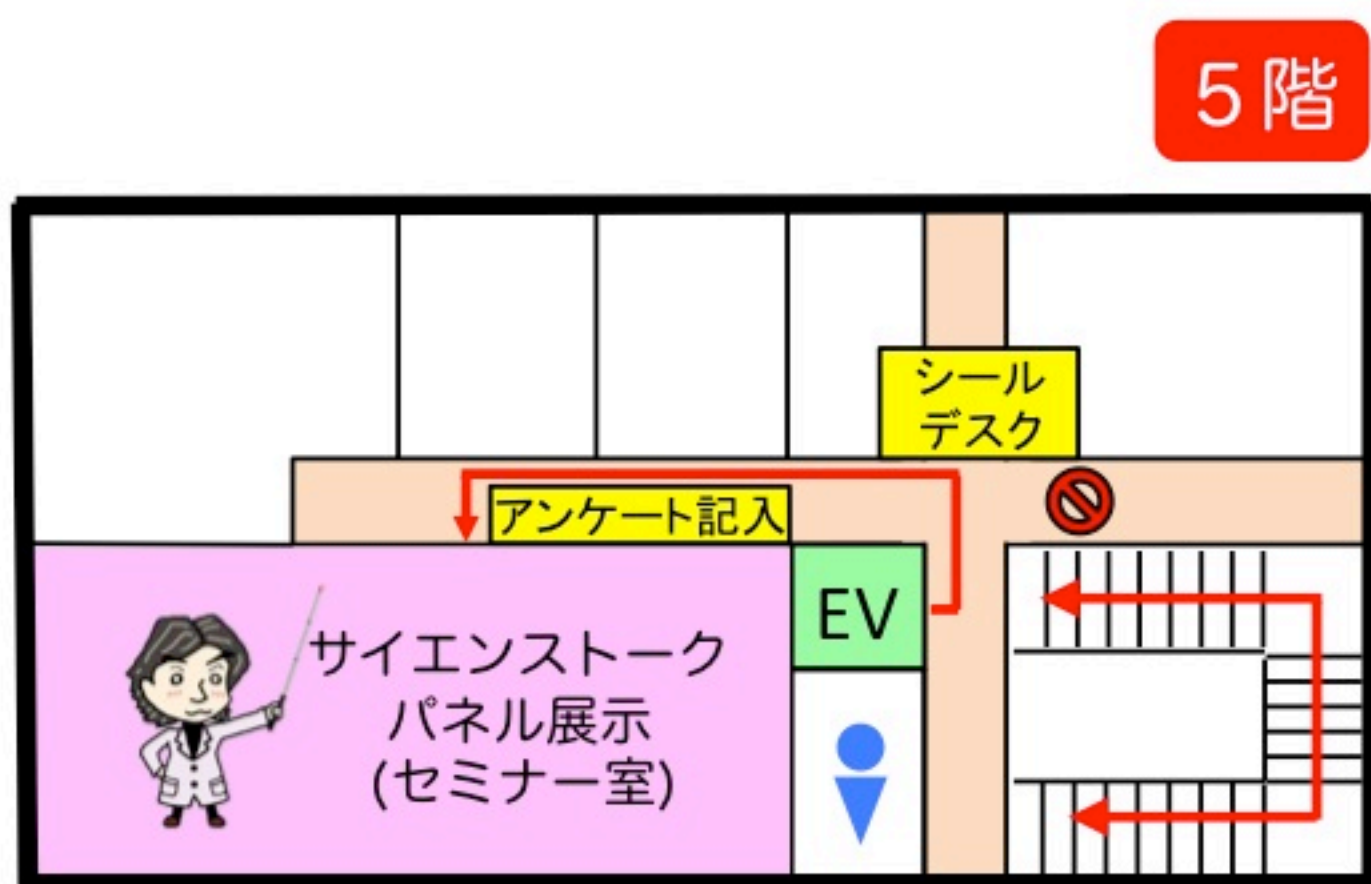 5階
シール
デスク
アンケート記入
EV
サイエンストーク
パネル展示
(セミナー室)